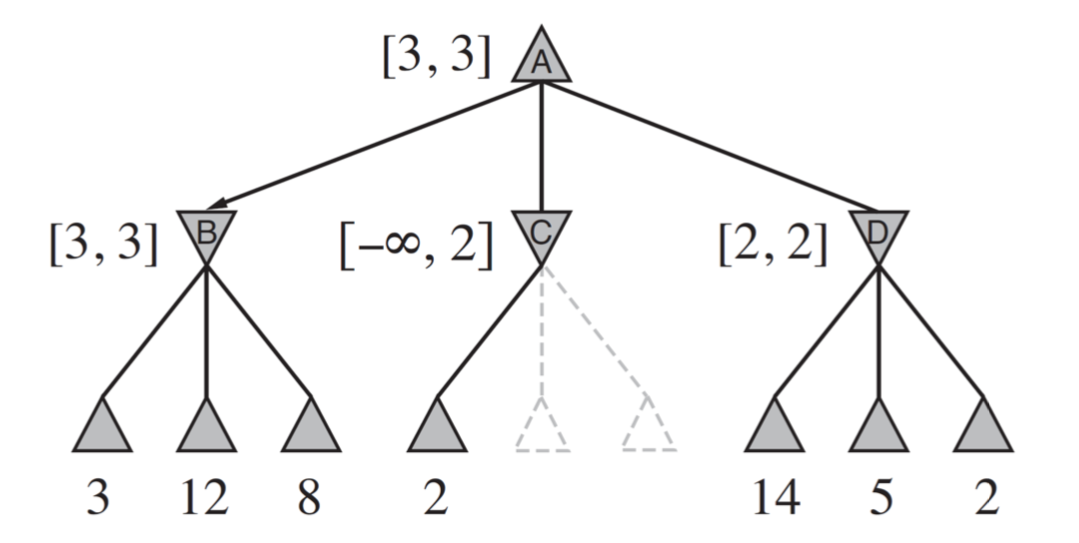 [3, 3] A
[3, 3] B [−∞, 2] C [2, 2] D
3 12 8 2 14 5 2